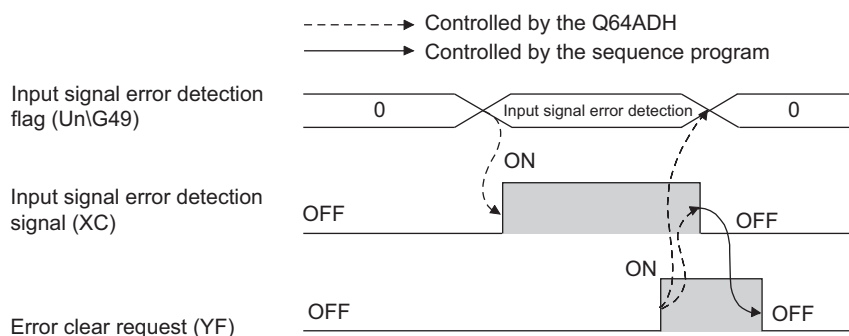 Controlled by the Q64ADH
Controlled by the sequence program
Input signal error detection
flag (Un\G49)
0
Input signal error detection
0
ON
Input signal error detection
signal (XC)
OFF
OFF
ON
Error clear request (YF)
OFF
OFF